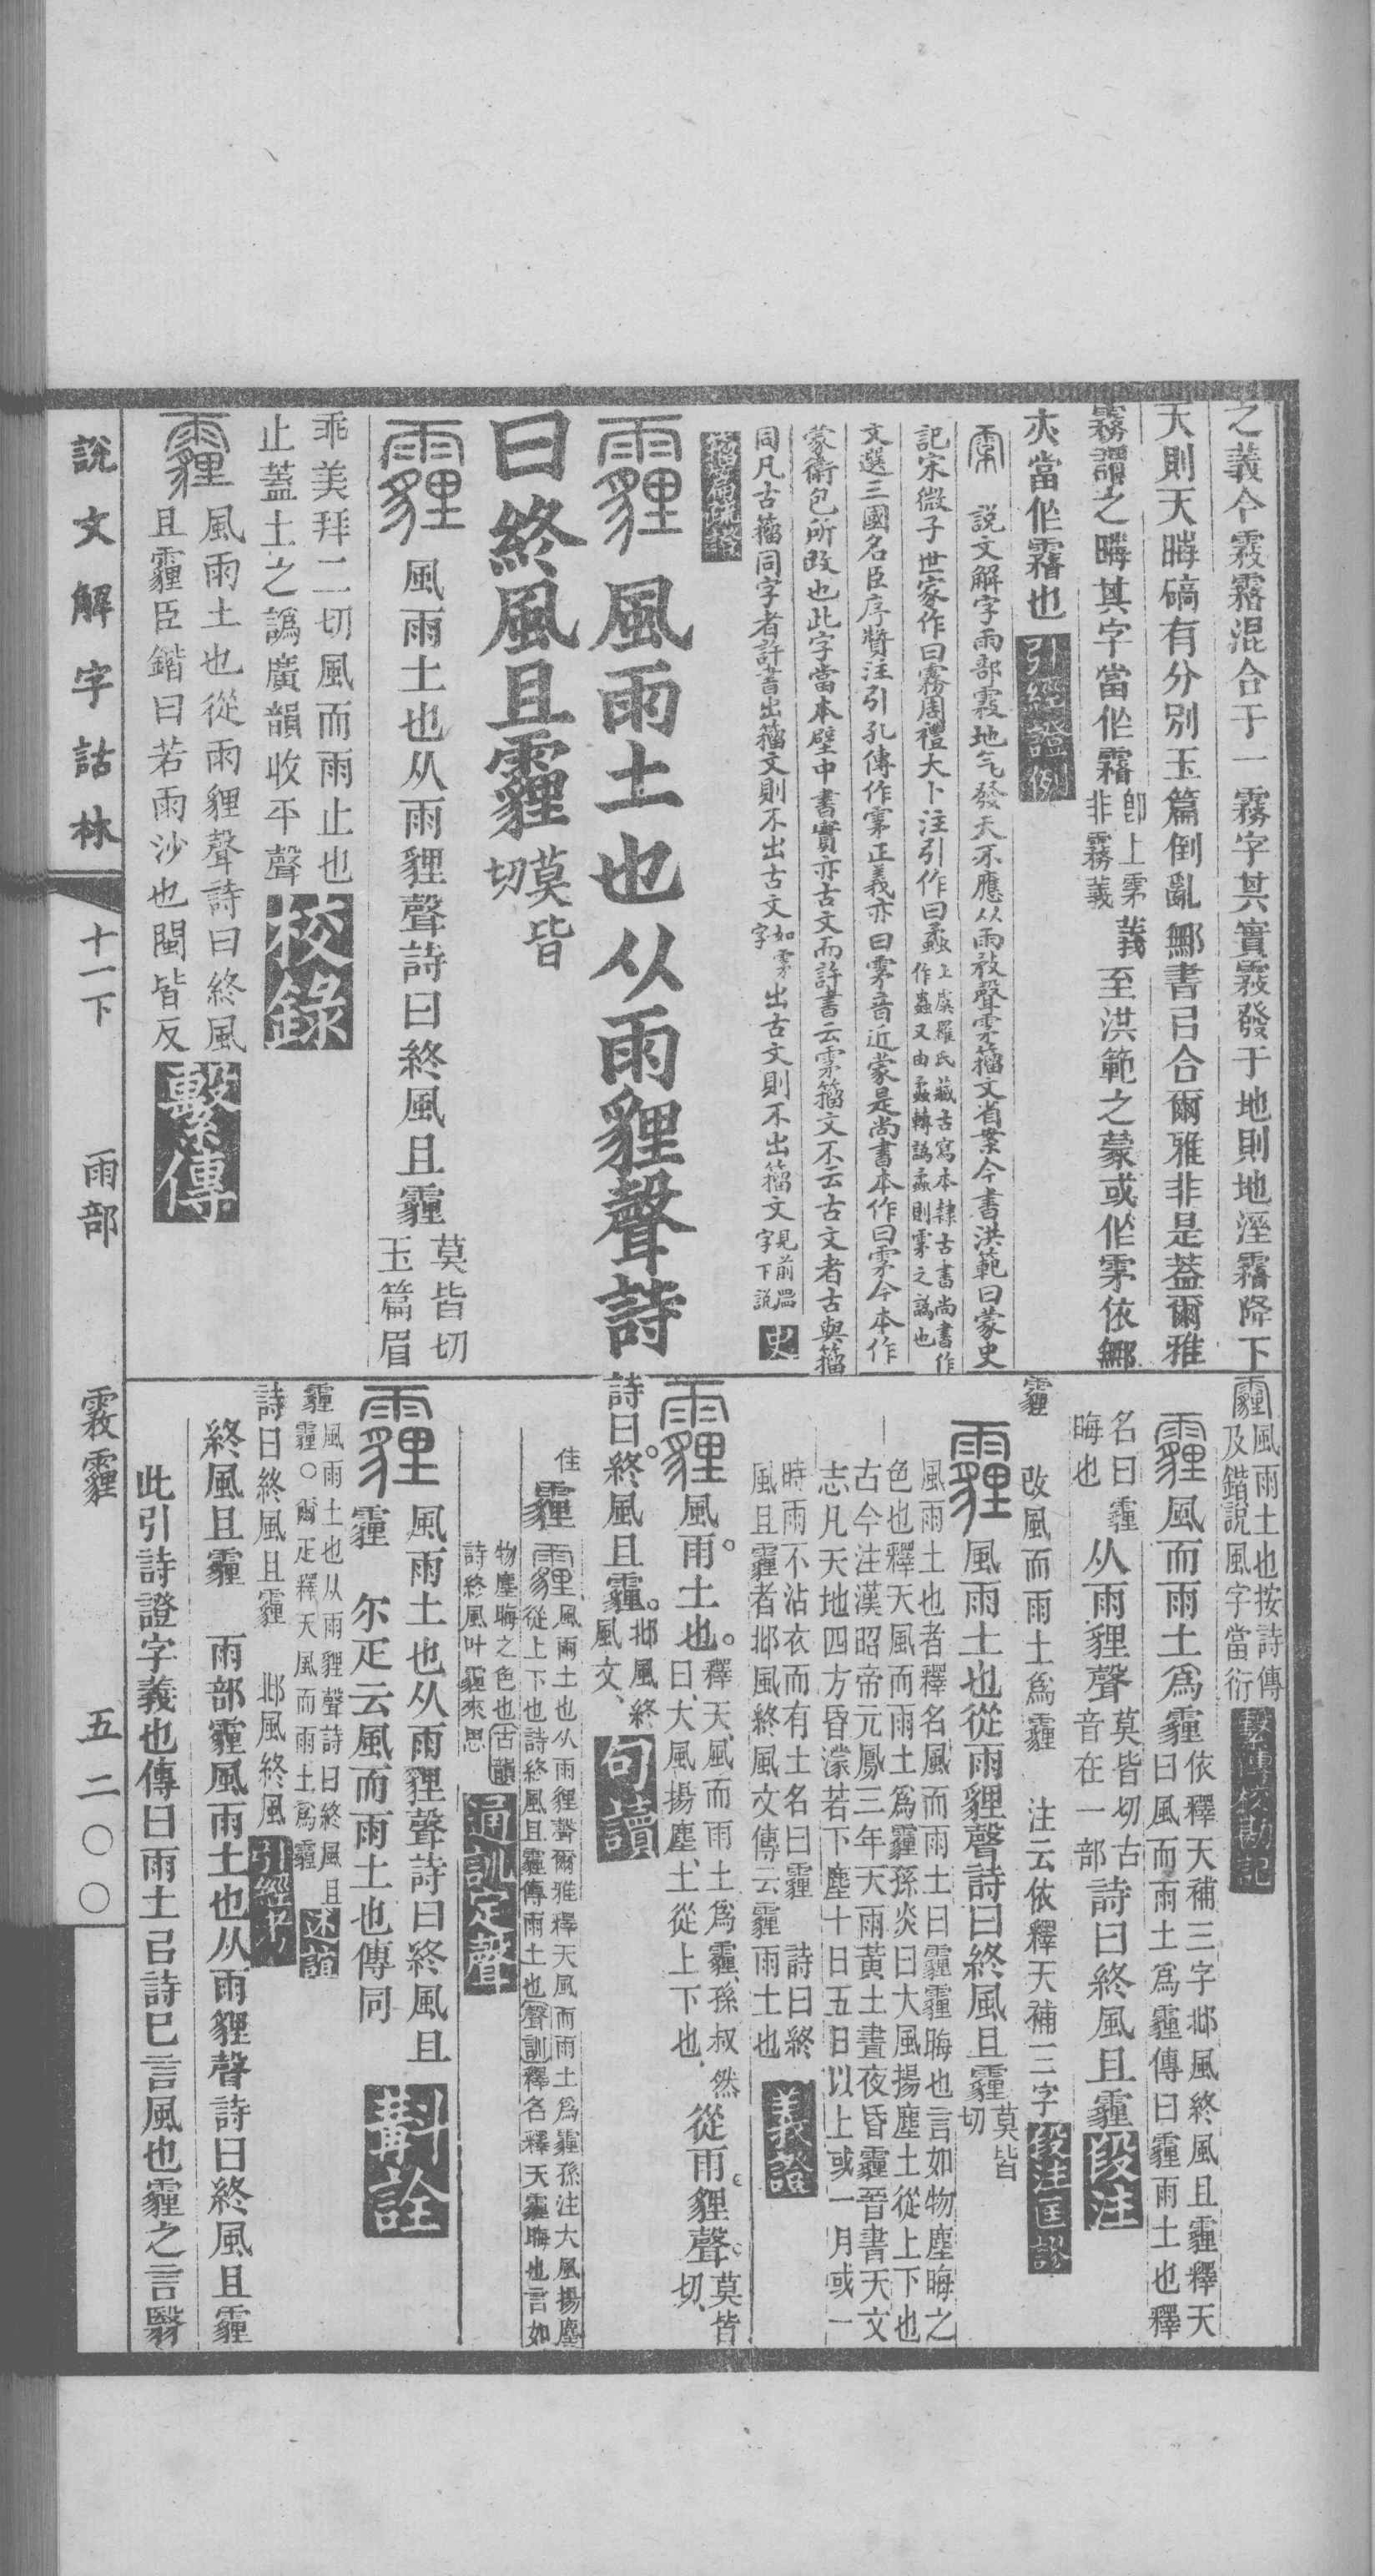 之義今霚霿混合于一霧字其實霚發于地則地溼霿降下
天則天㬥碻有分別玉篇倒亂鄦書㠯合爾雅非是葢爾雅
霧謂之晦其字當作霿卽上雺非霧義義至洪範之蒙或作雺依鄦
夾當作霿也引經證例
說文解字雨部霚地气發天不應从雨敄聲雺籀文省案今書洪範曰蒙史
記宋微子世家作曰霧周禮大卜注引作曰蟊上虞羅氏藏古寫本隸古書尚書作作蟲又由蟊轉譌蟊則雺之譌也
文選三國名臣序贊注引孔傳作雺正義亦曰雺音近蒙是尚書本作曰雺今本作
蒙衛包所改也此字當本壁中書實亦古文而許書云雺籀文不云古文者古與籀
同凡古籀同字者許書出籀文則不出古文如雺字出古文則不出籀文見前字下說史
籀篇疏證
霾風雨土也从雨貍聲詩
曰終風且霾莫皆切
霾風雨土也从雨貍聲詩曰終風且霾莫皆切玉篇眉
乖美拜二切風而雨止也
止蓋土之譌廣韻收平聲校錄
霾風雨土也從雨貍聲詩曰終風
且霾臣鍇曰若雨沙也閩皆反繫傳
霾風雨土也按詩傳及鍇說風字當衍繫傳校勘記
霾風而雨土爲霾依釋天補三字邶風終風且霾釋天曰風而雨土爲霾傳曰霾雨土也釋
名曰霾晦也从雨貍聲莫皆切古音在一部詩曰終風且霾段注
霾改風而雨土爲霾 注云依釋天補三字段注匡謬
霾風雨土也從雨貍聲詩曰終風且霾莫皆切
風雨土也者釋名風而雨土曰霾霾晦也言如物塵晦之
色也釋天風而雨土爲霾孫炎曰大風揚塵土從上下也
古今注漢昭帝元鳳三年天雨黃土晝夜昏霾晉書天文
志凡天地四方昏濛若下塵十日五日以上或一月或一
時雨不沾衣而有土名曰霾 詩曰終
風且霾者邶風終風文傳云霾雨土也義證
霾風雨土也釋天風而雨土爲霾孫叔然曰大風揚塵土從上下也從雨貍聲莫皆切
詩曰終風且霾邶風終風文句讀
霾風雨土也从雨貍聲爾雅釋天風而雨土爲霾孫注大風揚塵
從上下也詩終風且霾傳雨土也聲訓釋名釋天霾晦也言如
物塵晦之色也古韻詩終風叶霾來思通訓定聲
霾風雨土也从雨貍聲詩曰終風且
霾 尔疋云風而雨土也傳同斠詮
霾風雨土也从雨貍聲詩曰終風且霾○爾疋釋天風而雨土爲霾述誼
詩曰終風且霾 邶風終風引經考
終風且霾 雨部霾風雨土也从雨貍聲詩曰終風且霾
此引詩證字義也傳曰雨土㠯詩已言風也霾之言翳
說文解字詁林
十一下
雨部
霚霾
五二〇〇